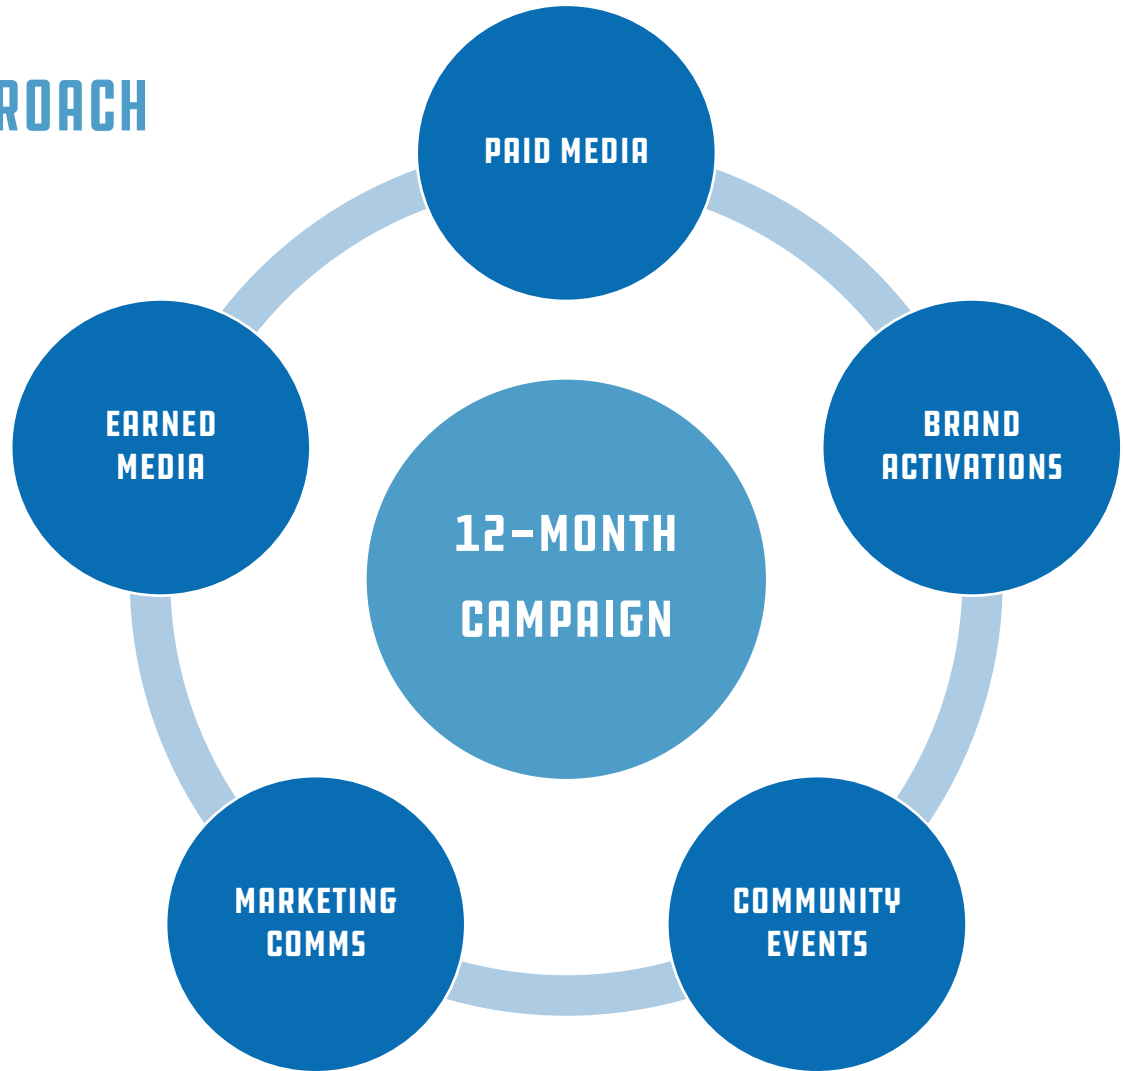 ROACH
PAID MEDIA
EARNED
MEDIA
BRAND
ACTIVATIONS
12-MONTH
CAMPAIGN
MARKETING
COMMS
COMMUNITY
EVENTS